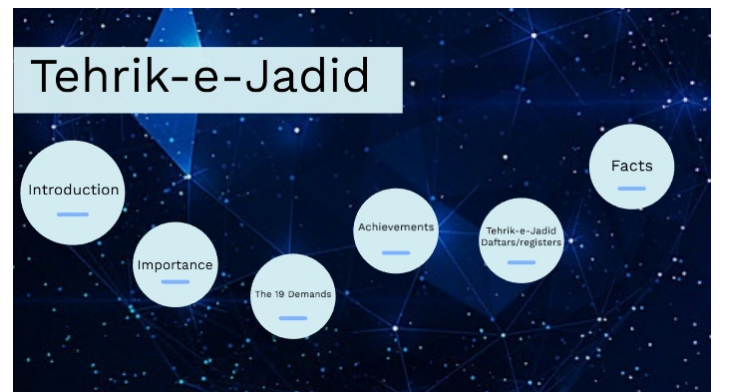 Tehrik-e-Jadid
Introduction
Importance
The 19 Demands
Achievements
Tehrik-e-Jadid
Daftars/registers
Facts